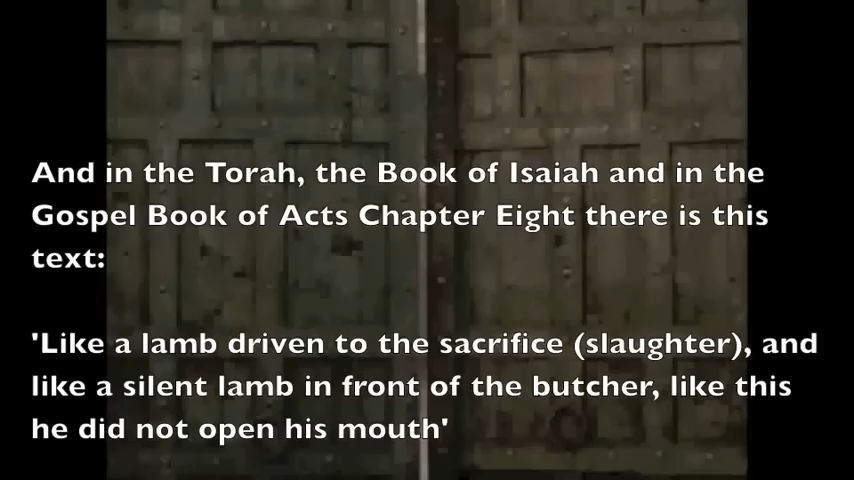 And in the Torah, the Book of Isaiah and in the
Gospel Book of Acts Chapter Eight there is this
text:
'Like a lamb driven to the sacrifice (slaughter), and
like a silent lamb in front of the butcher, like this
he did not open his mouth'